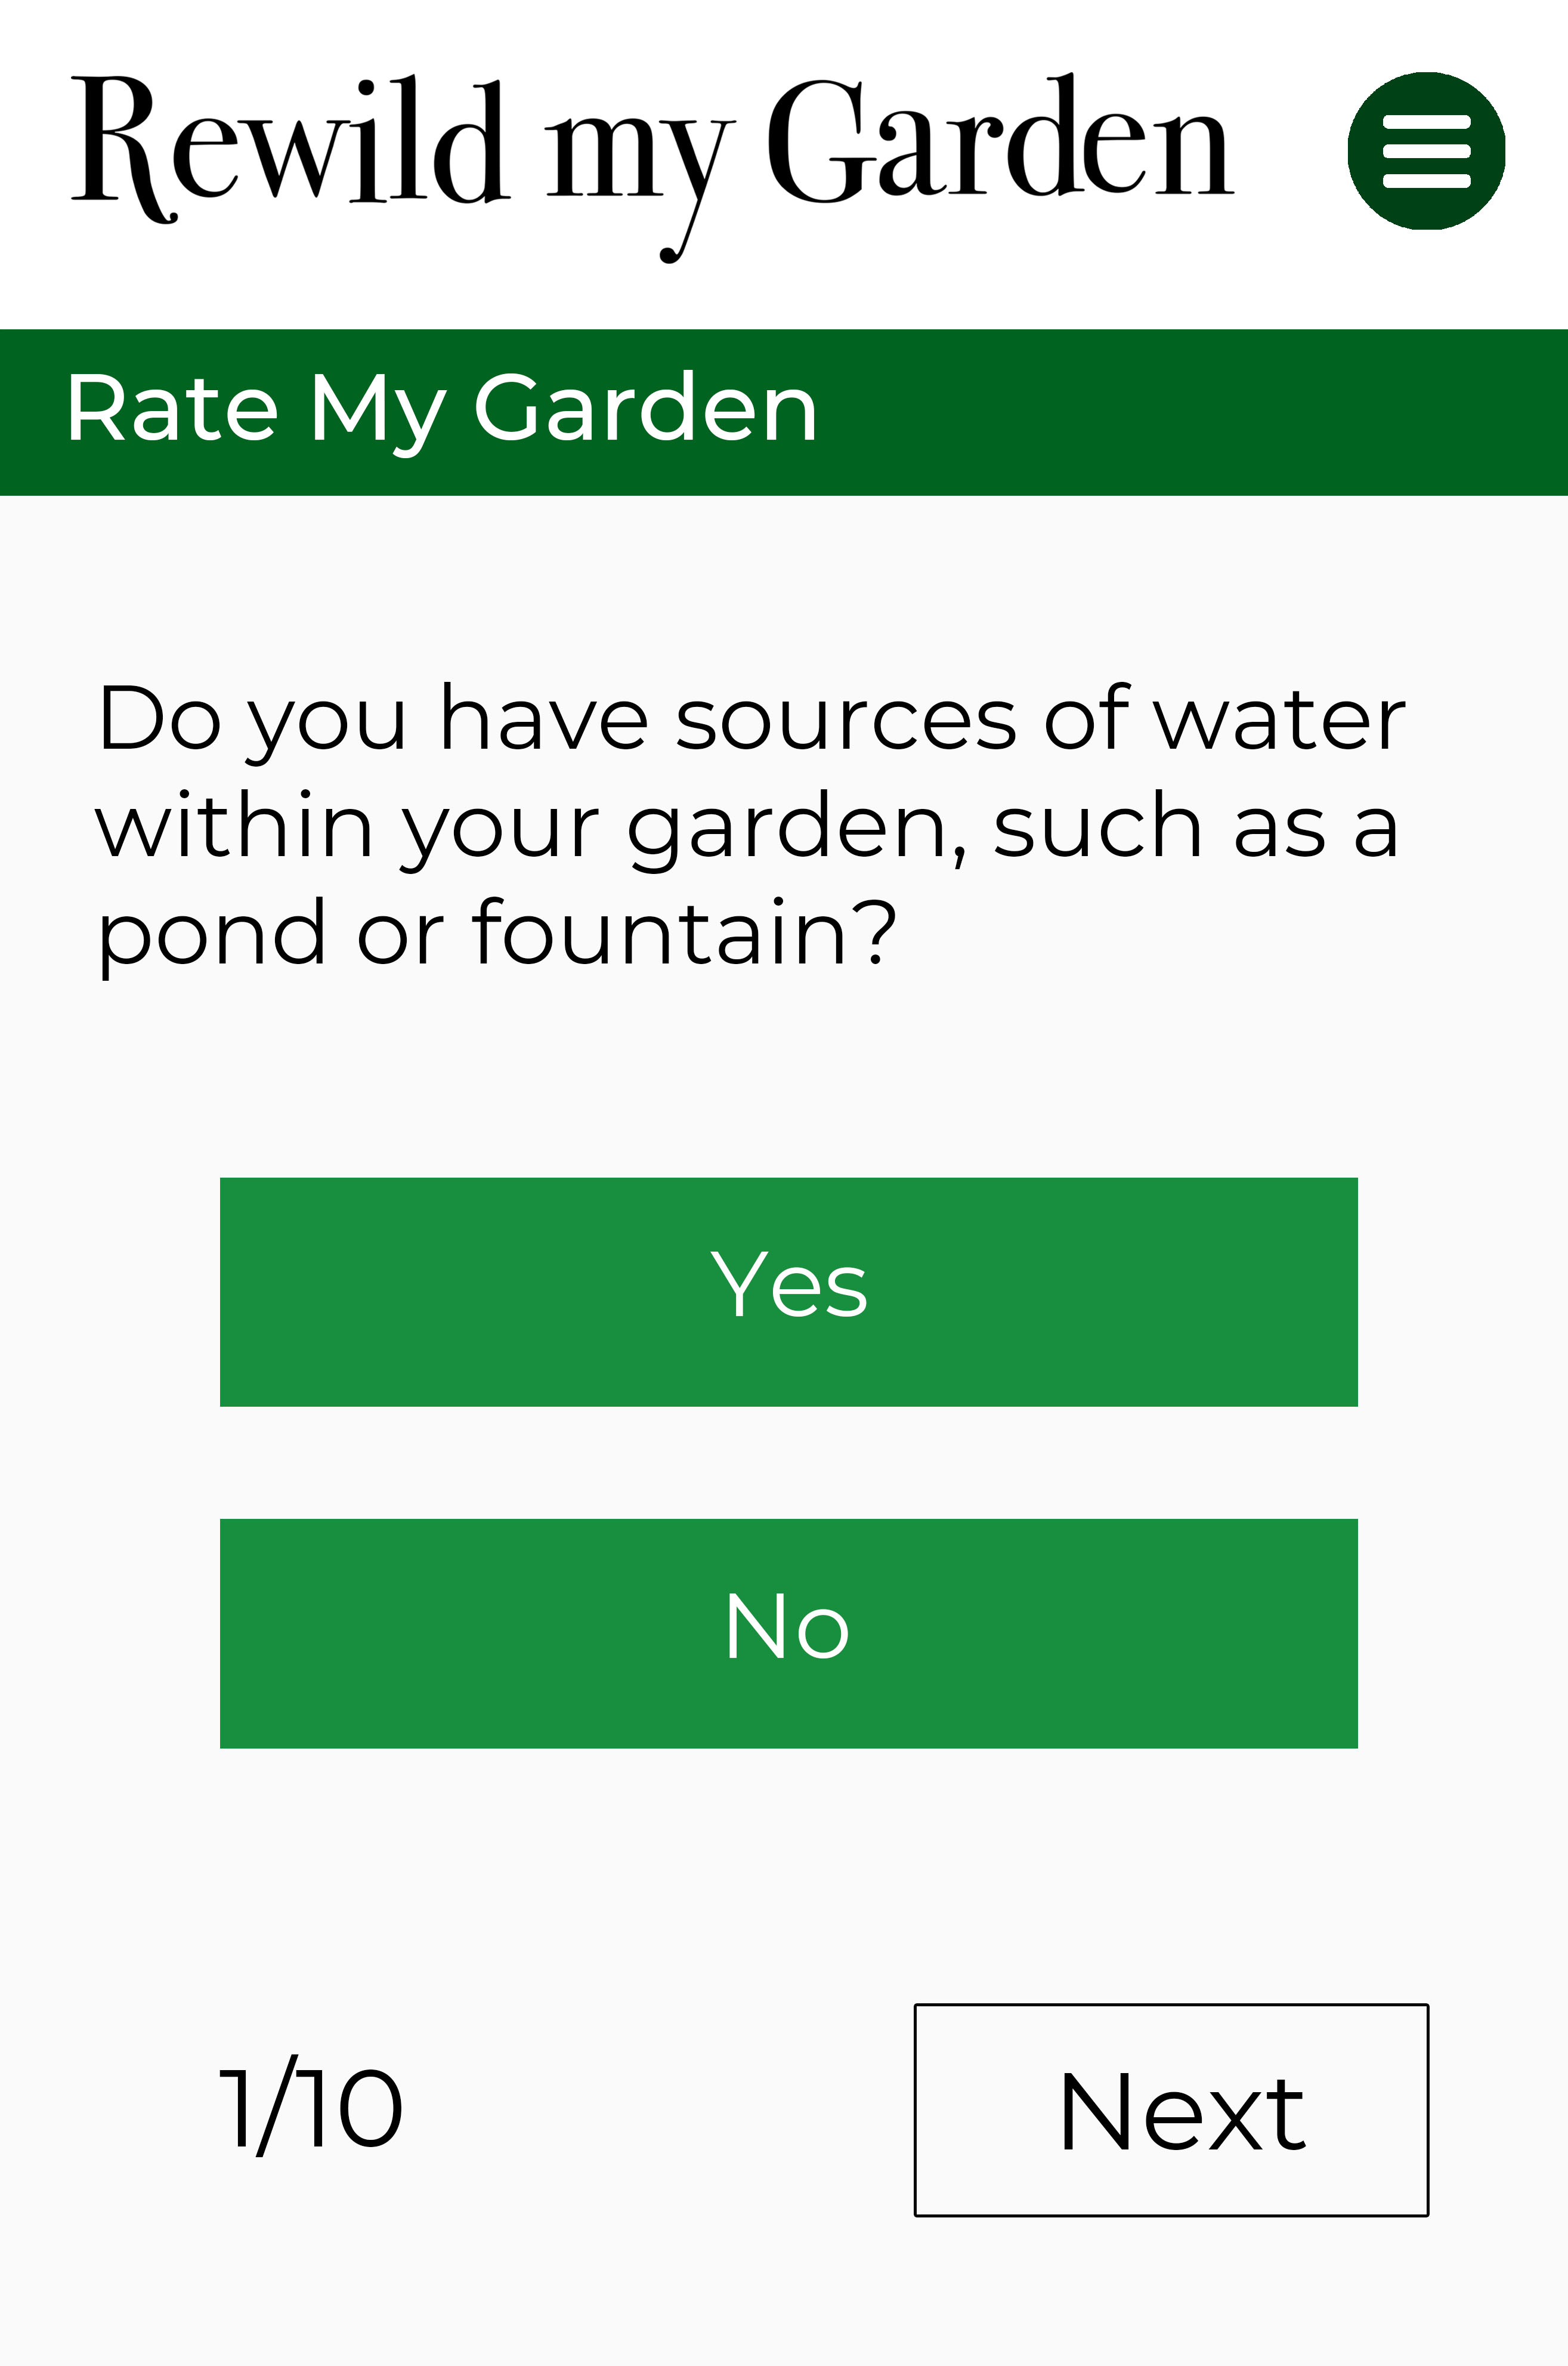 Rewild my Garden
Rate My Garden
Do you have sources of water
within your garden, such as a
pond or fountain?
Yes
No
1/10
Next